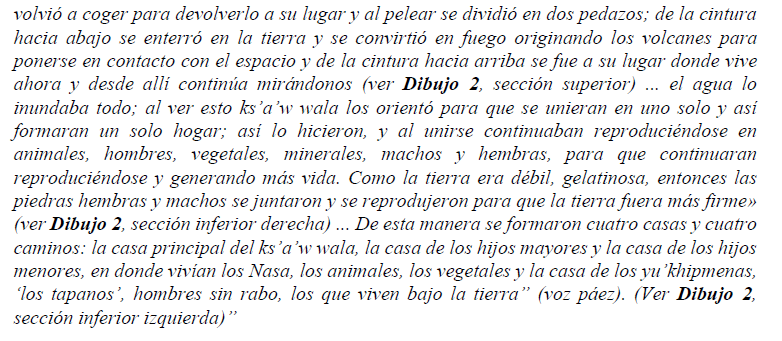 volvió a coger para devolverlo a su lugar y al pelear se dividió en dos pedazos; de la cintura
hacia abajo se enterró en la tierra y se convirtió en fuego originando los volcanes para
ponerse en contacto con el espacio y de la cintura hacia arriba se fue a su lugar donde vive
ahora y desde allí continúa mirándonos (ver Dibujo 2, sección superior) ... el agua lo
inundaba todo; al ver esto ks’a’w wala los orientó para que se unieran en uno solo y así
formaran un solo hogar; así lo hicieron, y al unirse continuaban reproduciéndose en
animales, hombres, vegetales, minerales, machos y hembras, para que continuaran
reproduciéndose y generando más vida. Como la tierra era débil, gelatinosa, entonces las
piedras hembras y machos se juntaron y se reprodujeron para que la tierra fuera más firme»
(ver Dibujo 2, sección inferior derecha) ... De esta manera se formaron cuatro casas y cuatro
caminos: la casa principal del ks’a’w wala, la casa de los hijos mayores y la casa de los hijos
menores, en donde vivían los Nasa, los animales, los vegetales y la casa de los yu’khipmenas,
‘los tapanos’, hombres sin rabo, los que viven bajo la tierra” (voz páez). (Ver Dibujo 2,
sección inferior izquierda)”